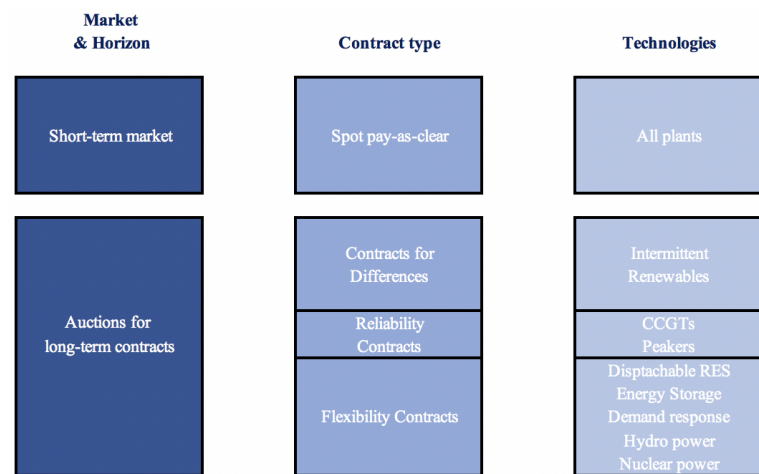 Market
& Horizon
Contract type
Technologies
Short-term market
Spot pay-as-clear
All plants
Auctions for
long-term contracts
Contracts for
Differences
Intermittent
Renewables
Reliability
Contracts
CCGTs
Peakers
Flexibility Contracts
Disptachable RES
Energy Storage
Demand response
Hydro power
Nuclear power